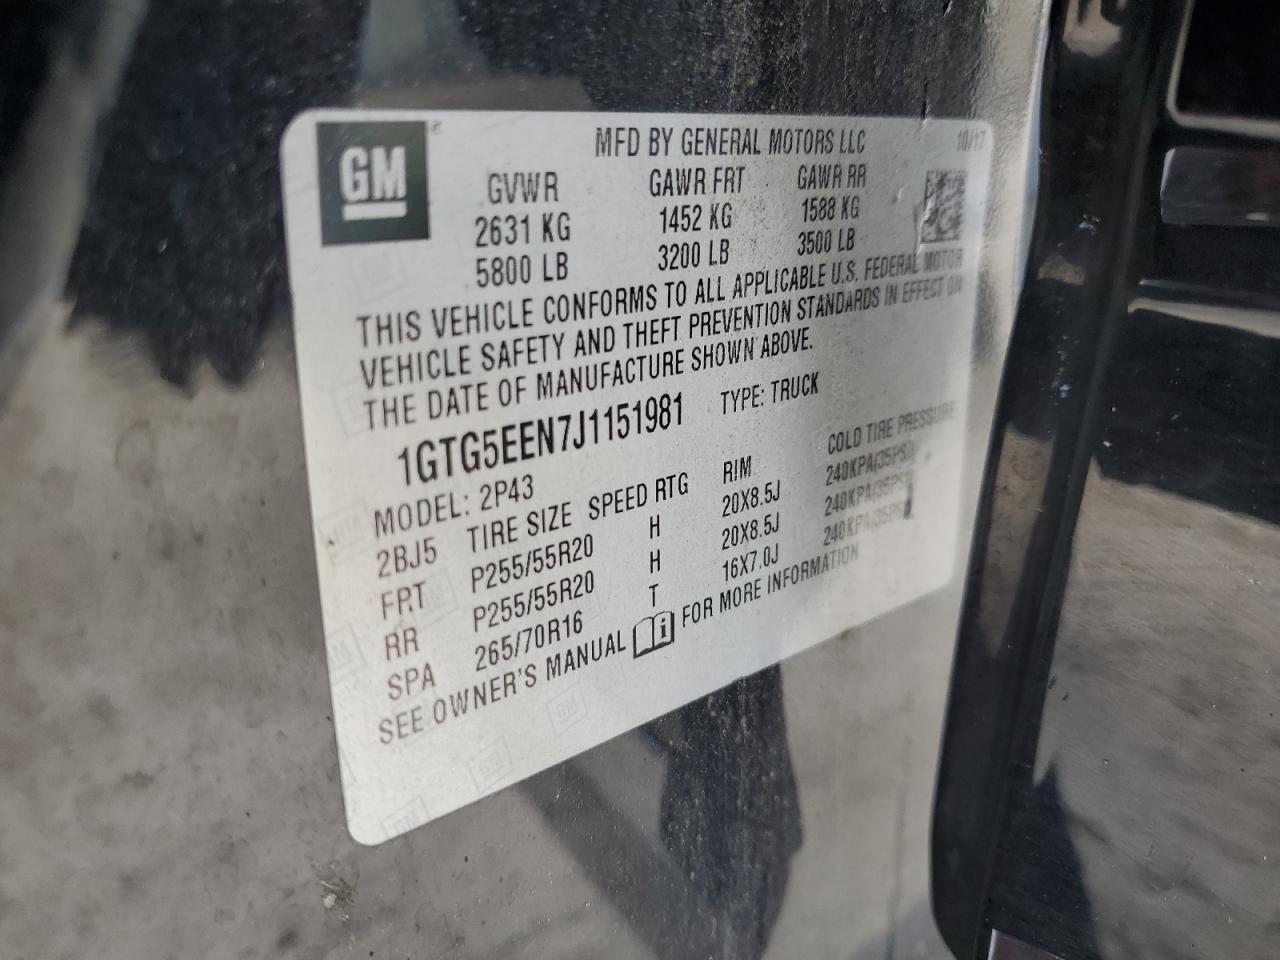 GM
MFD BY GENERAL MOTORS LLC 10/17
GVWR GAWR FRT GAWR RR
2631 KG 1452 KG 1588 KG
5800 LB 3200 LB 3500 LB
THIS VEHICLE CONFORMS TO ALL APPLICABLE U.S. FEDERAL MOTOR
VEHICLE SAFETY AND THEFT PREVENTION STANDARDS IN EFFECT ON
THE DATE OF MANUFACTURE SHOWN ABOVE.
1GTG5EEN7J1151981 TYPE: TRUCK
MODEL: 2P43
2BJ5 TIRE SIZE SPEED RTG RIM COLD TIRE PRESSURE
FRT P255/55R20 H 20X8.5J 240KPA(35PSI)
RR P255/55R20 H 20X8.5J 240KPA(35PSI)
SPA 265/70R16 T 16X7.0J 240KPA(35PSI)
SEE OWNER'S MANUAL FOR MORE INFORMATION